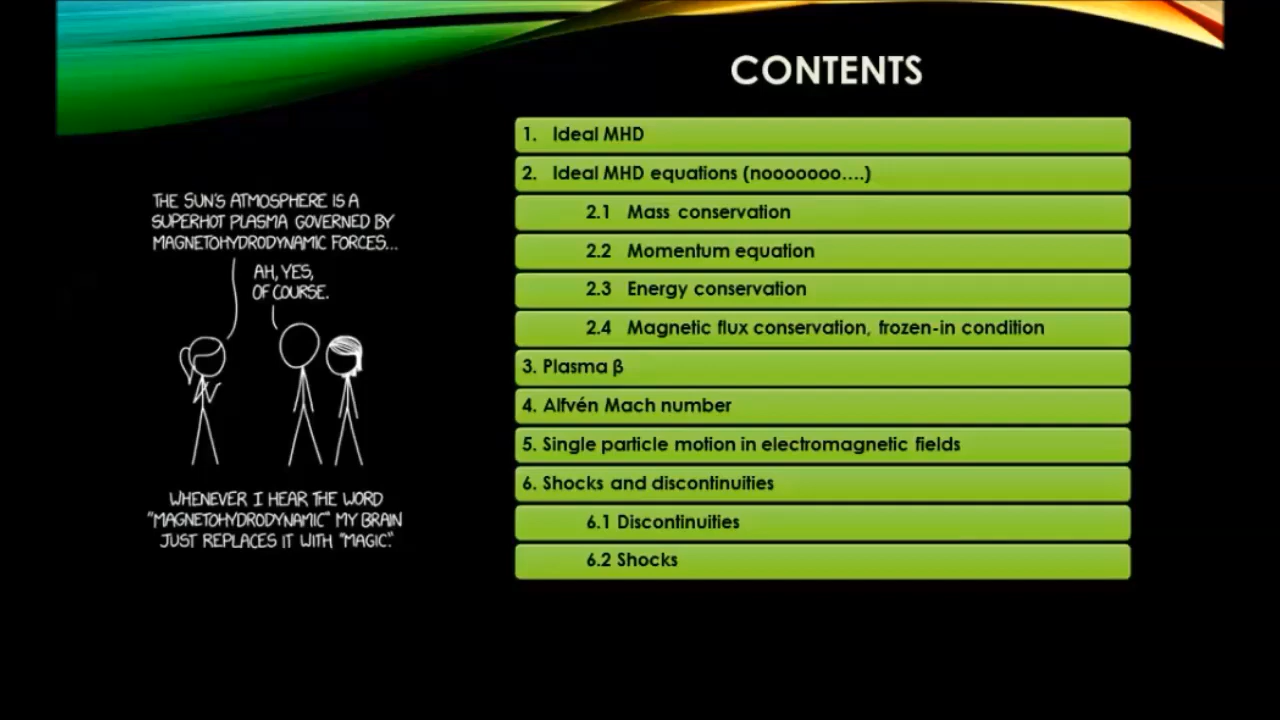 CONTENTS
THE SUN'S ATMOSPHERE IS A
SUPERHOT PLASMA GOVERNED BY
MAGNETOHYDRODYNAMIC FORCES...
AH, YES,
OF COURSE.
WHENEVER I HEAR THE WORD
"MAGNETOHYDRODYNAMIC" MY BRAIN
JUST REPLACES IT WITH "MAGIC."
1. Ideal MHD
2. Ideal MHD equations (nooooooo....)
2.1 Mass conservation
2.2 Momentum equation
2.3 Energy conservation
2.4 Magnetic flux conservation, frozen-in condition
3. Plasma β
4. Alfvén Mach number
5. Single particle motion in electromagnetic fields
6. Shocks and discontinuities
6.1 Discontinuities
6.2 Shocks